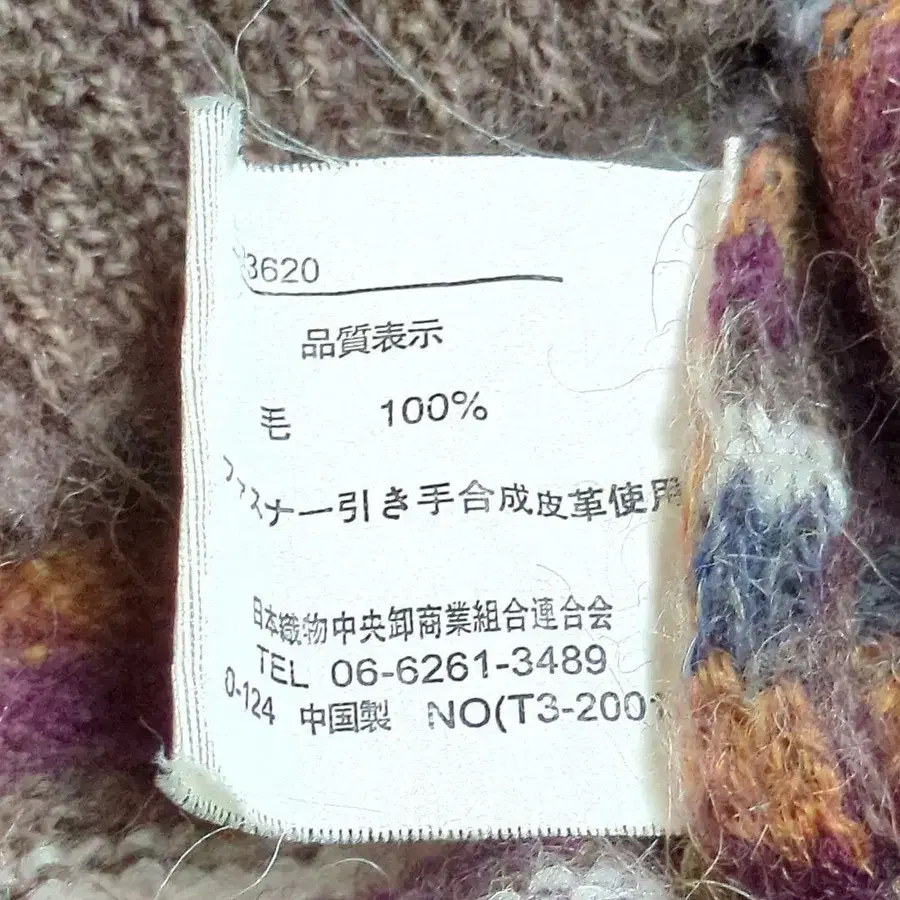 3620
品質表示
毛 100%
ファスナー引き手合成皮革使用
日本織物中央卸商業組合連合会
TEL 06-6261-3489
0-124 中国製 NO(T3-200